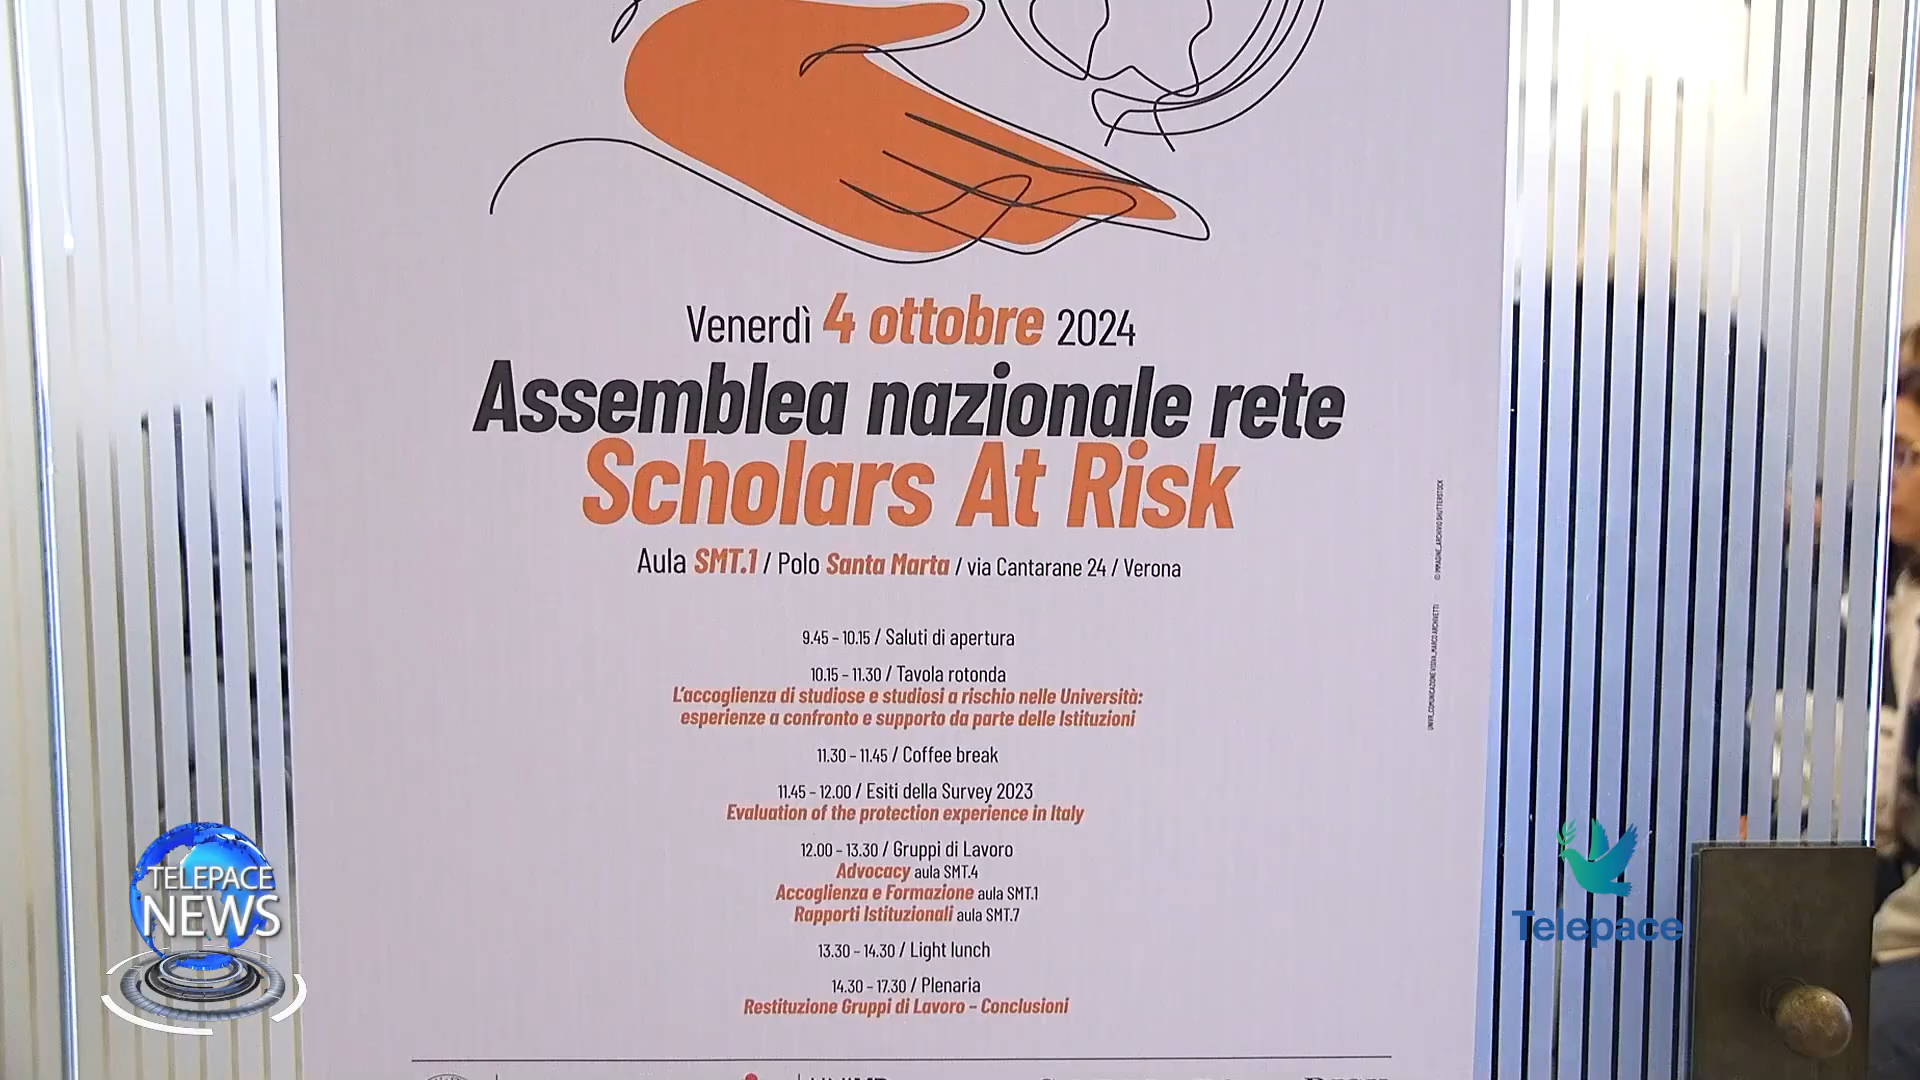 Venerdì 4 ottobre 2024
Assemblea nazionale rete
Scholars At Risk
Aula SMT.1 / Polo Santa Marta / via Cantarane 24 / Verona
9.45 – 10.15 / Saluti di apertura
10.15 – 11.30 / Tavola rotonda
L'accoglienza di studiose e studiosi a rischio nelle Università:
esperienze a confronto e supporto da parte delle Istituzioni
11.30 – 11.45 / Coffee break
11.45 – 12.00 / Esiti della Survey 2023
Evaluation of the protection experience in Italy
12.00 – 13.30 / Gruppi di Lavoro
Advocacy aula SMT.4
Accoglienza e Formazione aula SMT.1
Rapporti Istituzionali aula SMT.7
13.30 – 14.30 / Light lunch
14.30 – 17.30 / Plenaria
Restituzione Gruppi di Lavoro – Conclusioni
© IMMAGINE_ARCHIVIO SHUTTERSTOCK
TELEPACE
NEWS
Telepace